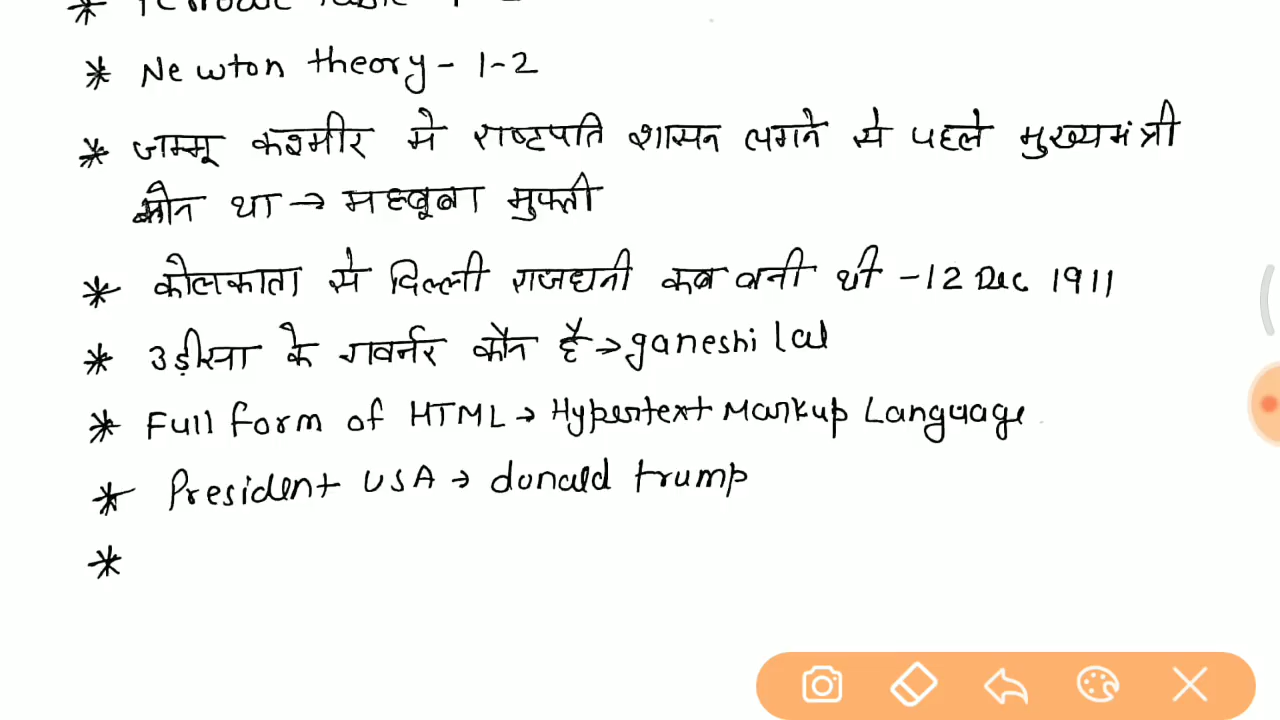 * Newton theory - 1-2
* जम्मू कश्मीर मे राष्टपति शासन लगने से पहले मुख्यमंत्री
कौन था → महबूबा मुफ्ती
* कोलकाता से दिल्ली राजधनी कब बनी थी - 12 Dec 1911
* उड़ीसा के गवर्नर कौन है → ganeshi lal
* Full form of HTML → Hypertext Markup Language
* President USA → donald trump
*